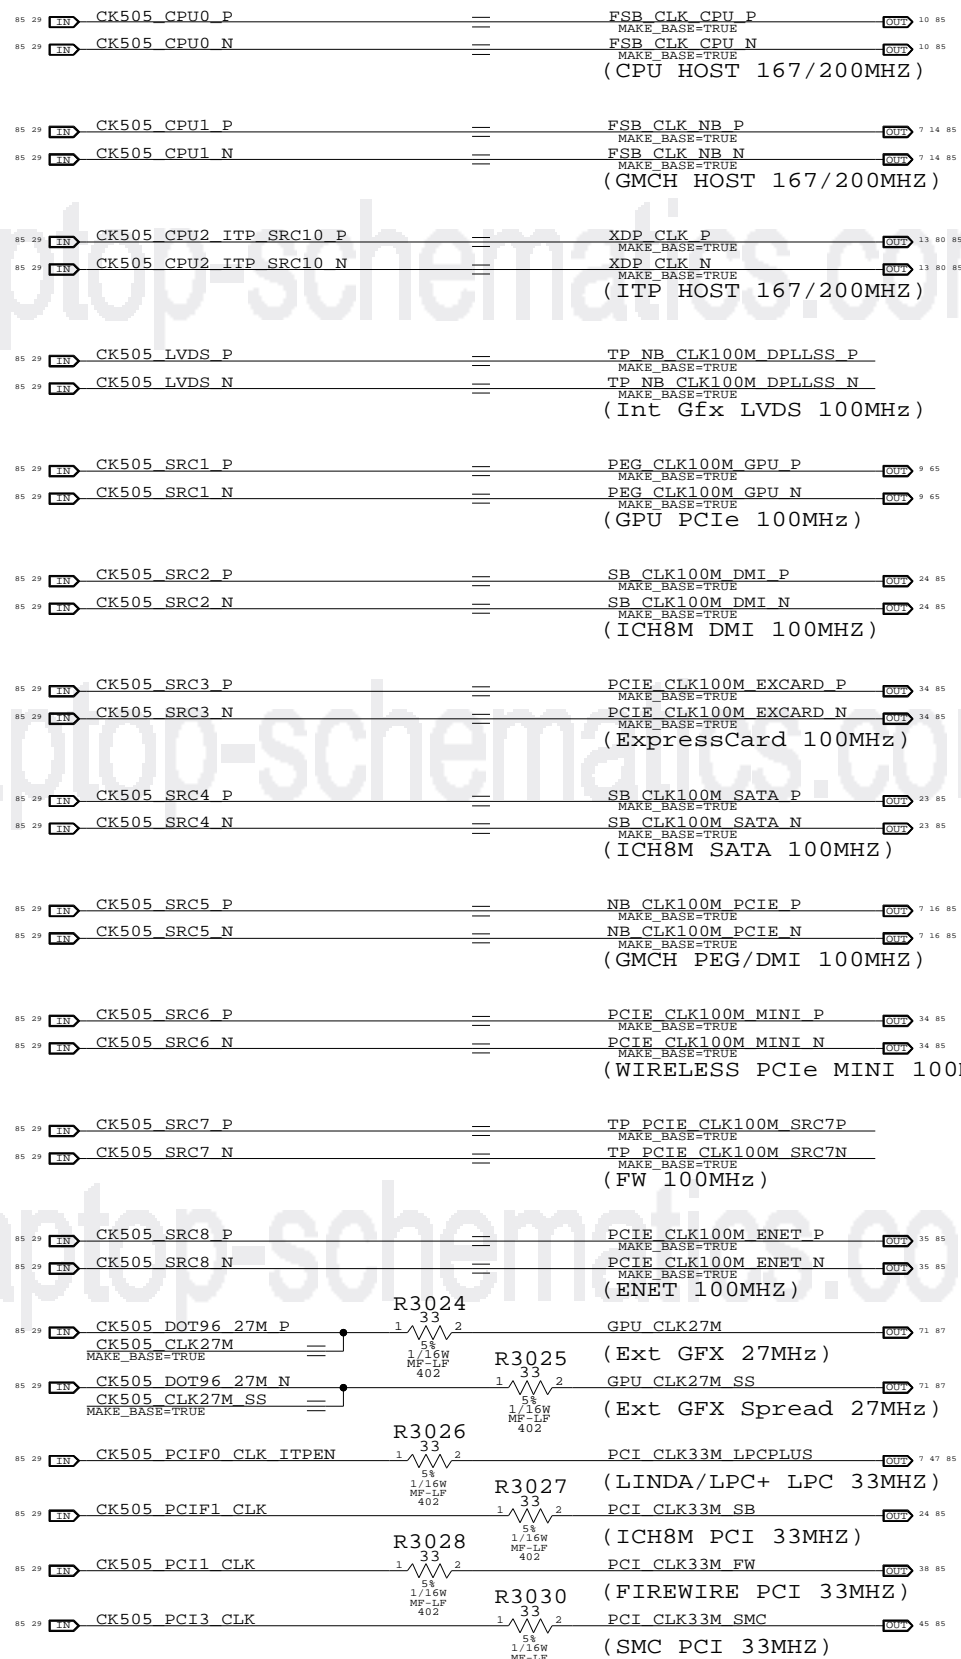 85 29 IN CK505_CPU0_P FSB_CLK_CPU_P OUT 10 85
MAKE_BASE=TRUE
85 29 IN CK505_CPU0_N FSB_CLK_CPU_N OUT 10 85
MAKE_BASE=TRUE
(CPU HOST 167/200MHZ)
85 29 IN CK505_CPU1_P FSB_CLK_NB_P OUT 7 14 85
MAKE_BASE=TRUE
85 29 IN CK505_CPU1_N FSB_CLK_NB_N OUT 7 14 85
MAKE_BASE=TRUE
(GMCH HOST 167/200MHZ)
85 29 IN CK505_CPU2_ITP_SRC10_P XDP_CLK_P OUT 13 80 85
MAKE_BASE=TRUE
85 29 IN CK505_CPU2_ITP_SRC10_N XDP_CLK_N OUT 13 80 85
MAKE_BASE=TRUE
(ITP HOST 167/200MHZ)
85 29 IN CK505_LVDS_P TP_NB_CLK100M_DPLLSS_P
MAKE_BASE=TRUE
85 29 IN CK505_LVDS_N TP_NB_CLK100M_DPLLSS_N
MAKE_BASE=TRUE
(Int Gfx LVDS 100MHz)
85 29 IN CK505_SRC1_P PEG_CLK100M_GPU_P OUT 9 65
MAKE_BASE=TRUE
85 29 IN CK505_SRC1_N PEG_CLK100M_GPU_N OUT 9 65
MAKE_BASE=TRUE
(GPU PCIe 100MHz)
85 29 IN CK505_SRC2_P SB_CLK100M_DMI_P OUT 24 85
MAKE_BASE=TRUE
85 29 IN CK505_SRC2_N SB_CLK100M_DMI_N OUT 24 85
MAKE_BASE=TRUE
(ICH8M DMI 100MHZ)
85 29 IN CK505_SRC3_P PCIE_CLK100M_EXCARD_P OUT 34 85
MAKE_BASE=TRUE
85 29 IN CK505_SRC3_N PCIE_CLK100M_EXCARD_N OUT 34 85
MAKE_BASE=TRUE
(ExpressCard 100MHz)
85 29 IN CK505_SRC4_P SB_CLK100M_SATA_P OUT 23 85
MAKE_BASE=TRUE
85 29 IN CK505_SRC4_N SB_CLK100M_SATA_N OUT 23 85
MAKE_BASE=TRUE
(ICH8M SATA 100MHZ)
85 29 IN CK505_SRC5_P NB_CLK100M_PCIE_P OUT 7 16 85
MAKE_BASE=TRUE
85 29 IN CK505_SRC5_N NB_CLK100M_PCIE_N OUT 7 16 85
MAKE_BASE=TRUE
(GMCH PEG/DMI 100MHZ)
85 29 IN CK505_SRC6_P PCIE_CLK100M_MINI_P OUT 34 85
MAKE_BASE=TRUE
85 29 IN CK505_SRC6_N PCIE_CLK100M_MINI_N OUT 34 85
MAKE_BASE=TRUE
(WIRELESS PCIe MINI 100
85 29 IN CK505_SRC7_P TP_PCIE_CLK100M_SRC7P
MAKE_BASE=TRUE
85 29 IN CK505_SRC7_N TP_PCIE_CLK100M_SRC7N
MAKE_BASE=TRUE
(FW 100MHz)
85 29 IN CK505_SRC8_P PCIE_CLK100M_ENET_P OUT 35 85
MAKE_BASE=TRUE
85 29 IN CK505_SRC8_N PCIE_CLK100M_ENET_N OUT 35 85
MAKE_BASE=TRUE
(ENET 100MHZ)
R3024
33
85 29 IN CK505_DOT96_27M_P 1 2 GPU_CLK27M OUT 71 87
CK505_CLK27M
MAKE_BASE=TRUE
5%
1/16W
MF-LF
402
(Ext GFX 27MHz)
R3025
33
85 29 IN CK505_DOT96_27M_N 1 2 GPU_CLK27M_SS OUT 71 87
CK505_CLK27M_SS
MAKE_BASE=TRUE
5%
1/16W
MF-LF
402
(Ext GFX Spread 27MHz)
R3026
33
85 29 IN CK505_PCIF0_CLK_ITPEN 1 2 PCI_CLK33M_LPCPLUS OUT 7 47 85
5%
1/16W
MF-LF
402
(LINDA/LPC+ LPC 33MHZ)
R3027
33
85 29 IN CK505_PCIF1_CLK 1 2 PCI_CLK33M_SB OUT 24 85
5%
1/16W
MF-LF
402
(ICH8M PCI 33MHZ)
R3028
33
85 29 IN CK505_PCI1_CLK 1 2 PCI_CLK33M_FW OUT 38 85
5%
1/16W
MF-LF
402
(FIREWIRE PCI 33MHZ)
R3030
33
85 29 IN CK505_PCI3_CLK 1 2 PCI_CLK33M_SMC OUT 45 85
5%
1/16W
MF-LF
(SMC PCI 33MHZ)
ptop-schematics.co
ptop-schematics.co
aptop-schematics.co